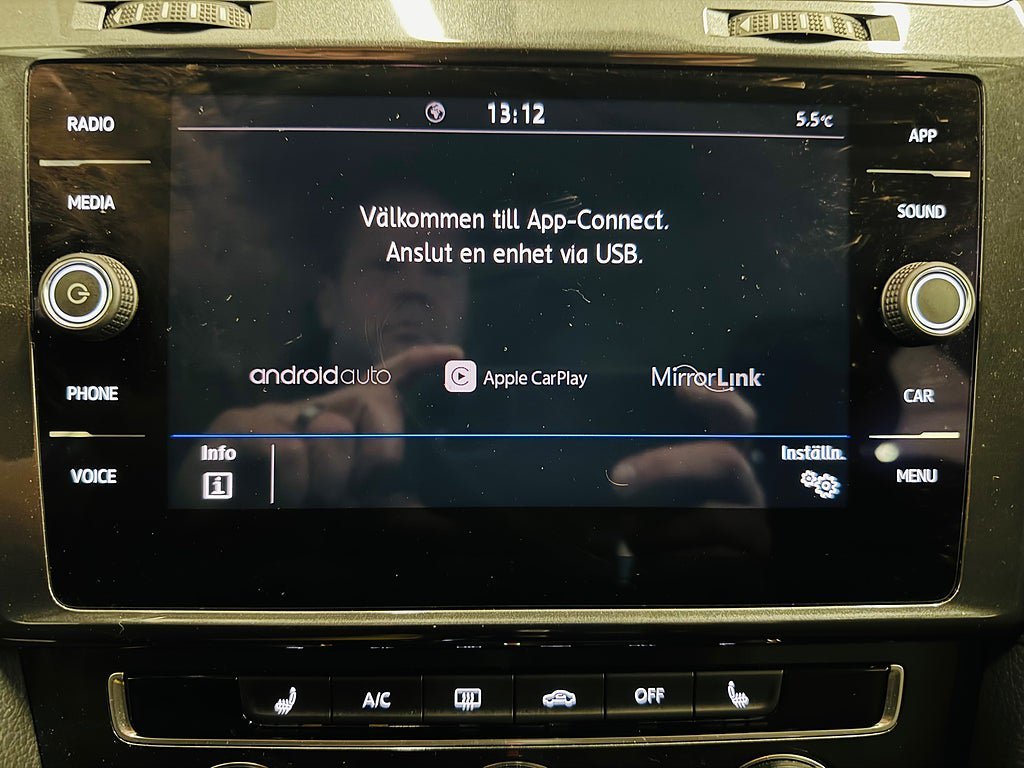 13:12
5.5°C
RADIO
MEDIA
PHONE
VOICE
Välkommen till App-Connect.
Anslut en enhet via USB.
androidauto
Apple CarPlay
MirrorLink
Info
i
Inställn.
APP
SOUND
CAR
MENU
A/C
OFF